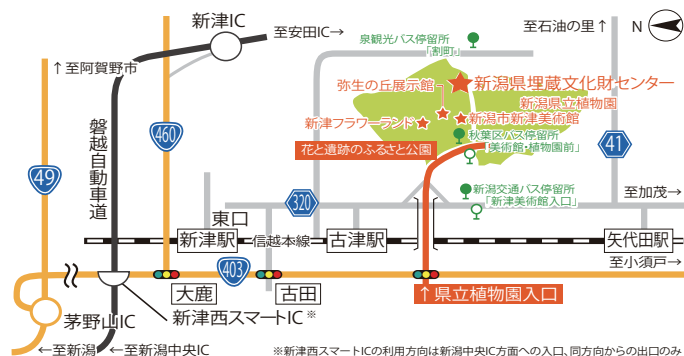 新津IC
至安田IC→
泉観光バス停留所
「割町」
至石油の里↑
N
↑至阿賀野市
弥生の丘展示館
新潟県埋蔵文化財センター
新潟県立植物園
新津フラワーランド
新潟市新津美術館
460
磐越自動車道
秋葉区バス停留所
「美術館・植物園前」
花と遺跡のふるさと公園
41
49
新潟交通バス停留所
「新津美術館入口」
至加茂→
320
東口
新津駅
信越本線
古津駅
矢代田駅
至小須戸→
403
大鹿
古田
↑県立植物園入口
新津西スマートIC※
茅野山IC
←至新潟
←至新潟中央IC
※新津西スマートICの利用方向は新潟中央IC方面への入口、同方向からの出口のみ